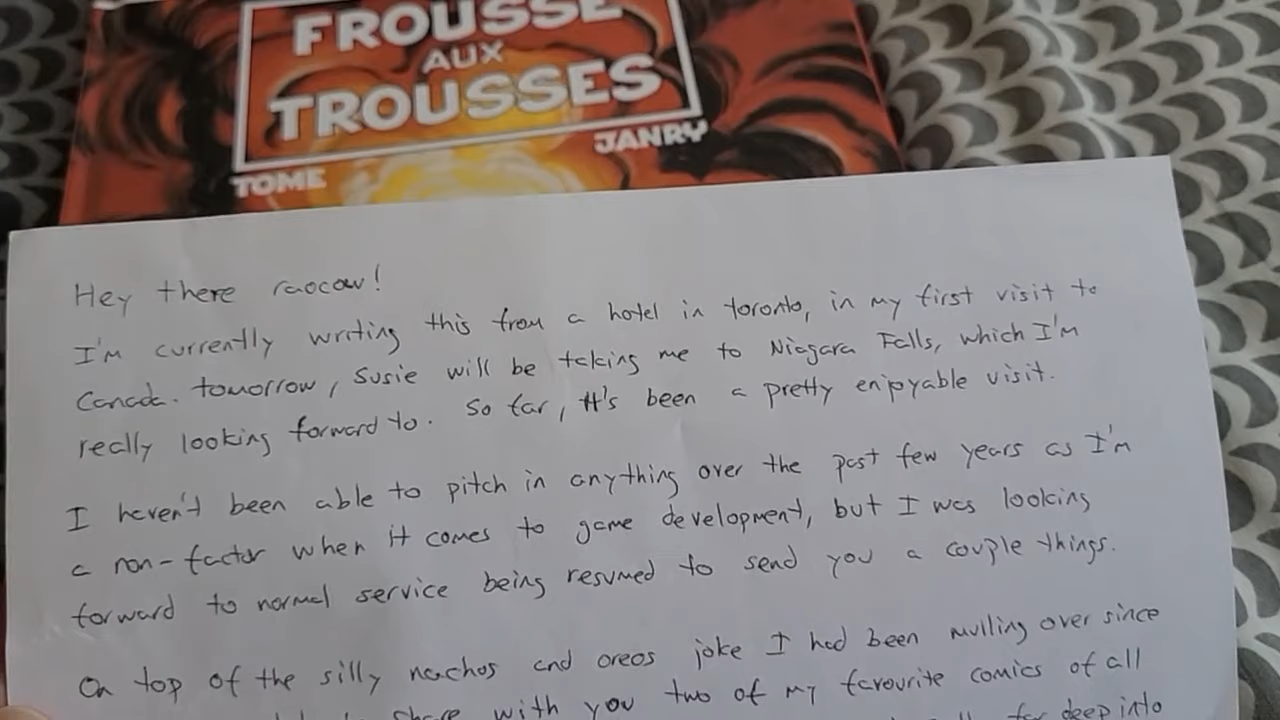 FROUSSE
AUX
TROUSSES
JANRY
TOME
Hey there raocow!
I'm currently writing this from a hotel in toronto, in my first visit to
Canada. tomorrow, Susie will be taking me to Niagara Falls, which I'm
really looking forward to. So far, it's been a pretty enjoyable visit.
I haven't been able to pitch in anything over the past few years as I'm
a non-factor when it comes to game development, but I was looking
forward to normal service being resumed to send you a couple things.
On top of the silly nachos and oreos joke I had been mulling over since
share with you two of my favourite comics of all
far deep into